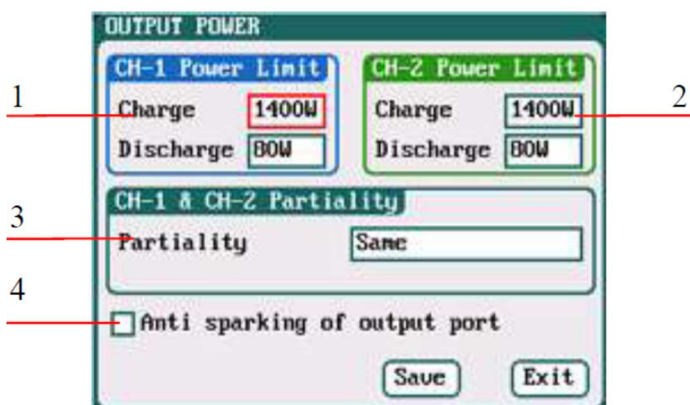 OUTPUT POWER
CH-1 Power Limit
CH-2 Power Limit
1
Charge 1400W
Charge 1400W
2
Discharge 80W
Discharge 80W
CH-1 & CH-2 Partiality
3
Partiality Same
4
Anti sparking of output port
Save Exit